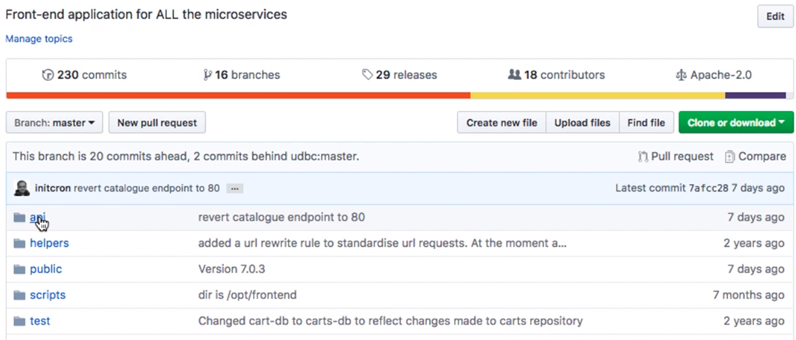 Front-end application for ALL the microservices
Edit
Manage topics
230 commits 16 branches 29 releases 18 contributors Apache-2.0
Branch: master New pull request Create new file Upload files Find file Clone or download
This branch is 20 commits ahead, 2 commits behind udbc:master. Pull request Compare
initcron revert catalogue endpoint to 80 ... Latest commit 7afcc28 7 days ago
api revert catalogue endpoint to 80 7 days ago
helpers added a url rewrite rule to standardise url requests. At the moment a... 2 years ago
public Version 7.0.3 7 days ago
scripts dir is /opt/frontend 7 months ago
test Changed cart-db to carts-db to reflect changes made to carts repository 2 years ago